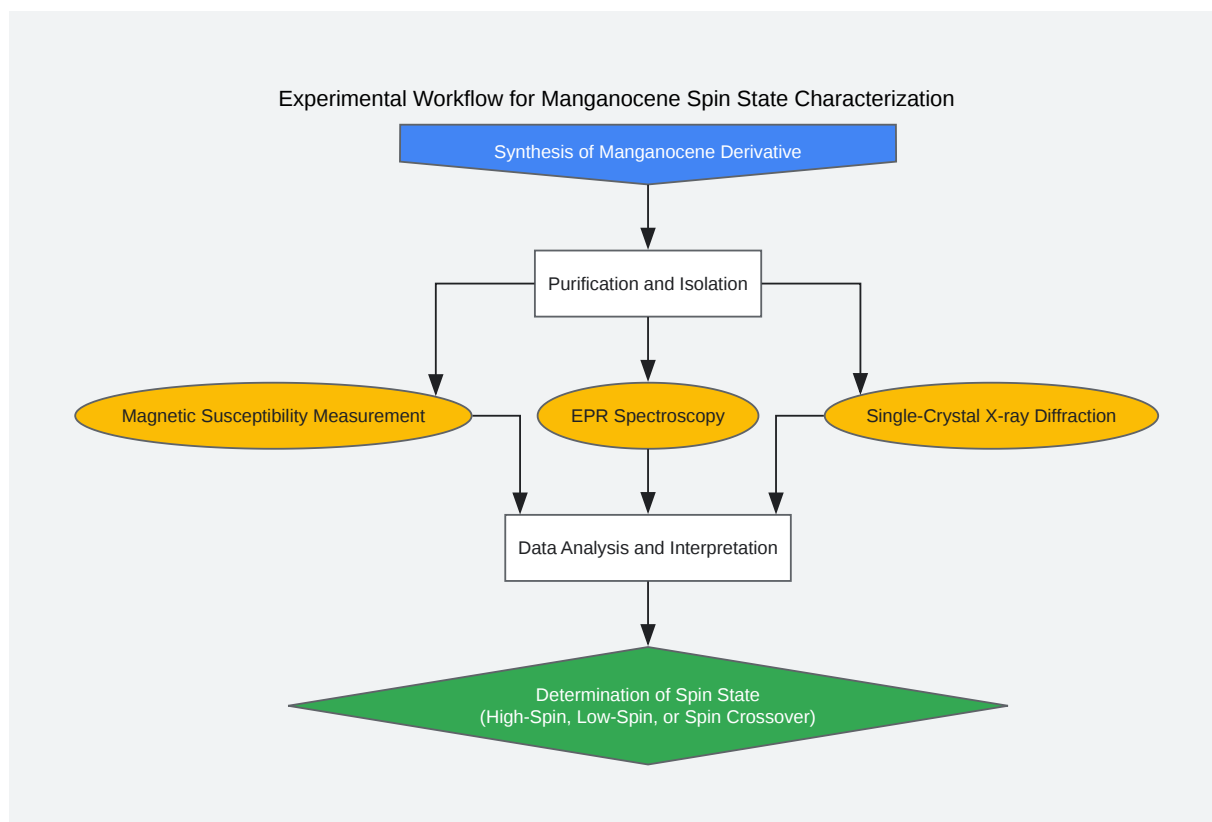 Experimental Workflow for Manganocene Spin State Characterization
Synthesis of Manganocene Derivative
Purification and Isolation
Magnetic Susceptibility Measurement
EPR Spectroscopy
Single-Crystal X-ray Diffraction
Data Analysis and Interpretation
Determination of Spin State
(High-Spin, Low-Spin, or Spin Crossover)